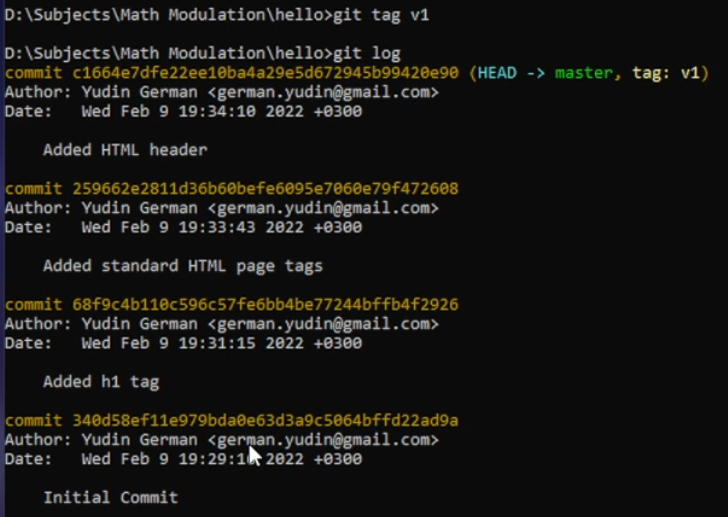 D:\Subjects\Math Modulation\hello>git tag v1
D:\Subjects\Math Modulation\hello>git log
commit c1664e7dfe22ee10ba4a29e5d672945b99420e90 (HEAD -> master, tag: v1)
Author: Yudin German <german.yudin@gmail.com>
Date:   Wed Feb 9 19:34:10 2022 +0300
Added HTML header
commit 259662e2811d36b60befe6095e7060e79f472608
Author: Yudin German <german.yudin@gmail.com>
Date:   Wed Feb 9 19:33:43 2022 +0300
Added standard HTML page tags
commit 68f9c4b110c596c57fe6bb4be77244bffb4f2926
Author: Yudin German <german.yudin@gmail.com>
Date:   Wed Feb 9 19:31:15 2022 +0300
Added h1 tag
commit 340d58ef11e979bda0e63d3a9c5064bffd22ad9a
Author: Yudin German <german.yudin@gmail.com>
Date:   Wed Feb 9 2022 +0300
Initial Commit